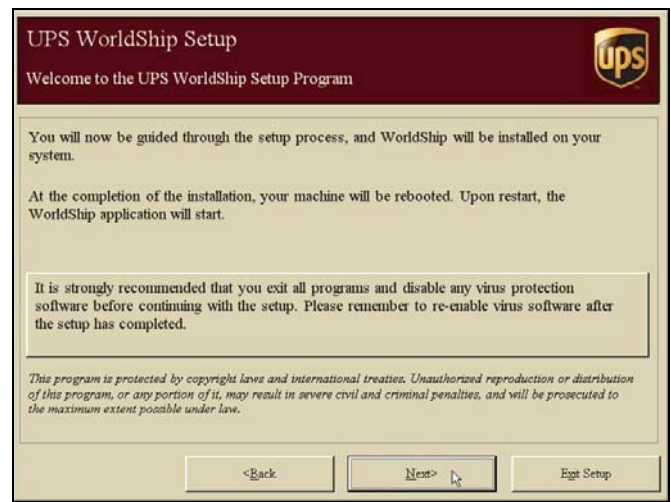 UPS WorldShip Setup
Welcome to the UPS WorldShip Setup Program
ups
You will now be guided through the setup process, and WorldShip will be installed on your
system.
At the completion of the installation, your machine will be rebooted. Upon restart, the
WorldShip application will start.
It is strongly recommended that you exit all programs and disable any virus protection
software before continuing with the setup. Please remember to re-enable virus software after
the setup has completed.
This program is protected by copyright laws and international treaties. Unauthorized reproduction or distribution
of this program, or any portion of it, may result in severe civil and criminal penalties, and will be prosecuted to
the maximum extent possible under law.
<Back Next> Exit Setup